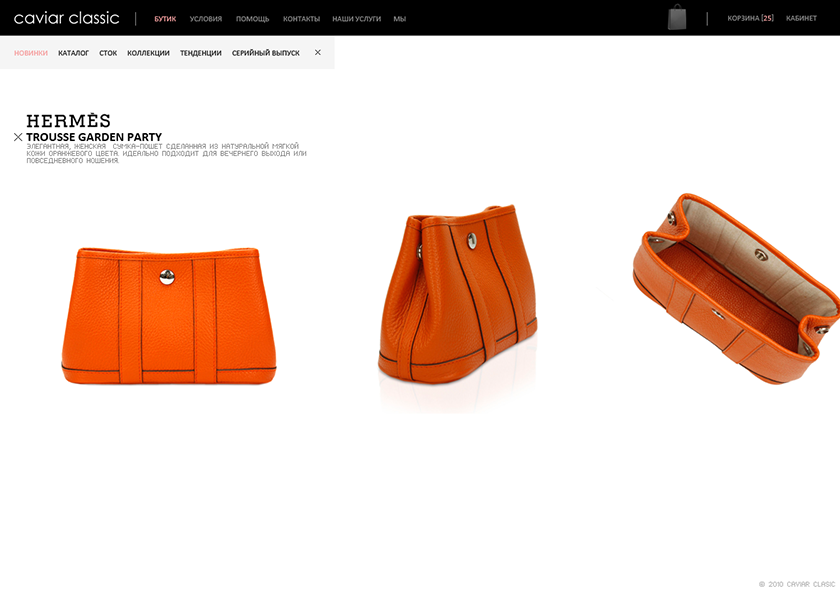 caviar classic БУТИК УСЛОВИЯ ПОМОЩЬ КОНТАКТЫ НАШИ УСЛУГИ МЫ КОРЗИНА [25] КАБИНЕТ
НОВИНКИ КАТАЛОГ СТОК КОЛЛЕКЦИИ ТЕНДЕНЦИИ СЕРИЙНЫЙ ВЫПУСК
HERMÈS
TROUSSE GARDEN PARTY
ЭЛЕГАНТНАЯ, ЖЕНСКАЯ СУМКА-ПОШЕТ СДЕЛАННАЯ ИЗ НАТУРАЛЬНОЙ МЯГКОЙ
КОЖИ ОРАНЖЕВОГО ЦВЕТА. ИДЕАЛЬНО ПОДХОДИТ ДЛЯ ВЕЧЕРНЕГО ВЫХОДА ИЛИ
ПОВСЕДНЕВНОГО НОШЕНИЯ.
© 2010 CAVIAR CLASIC